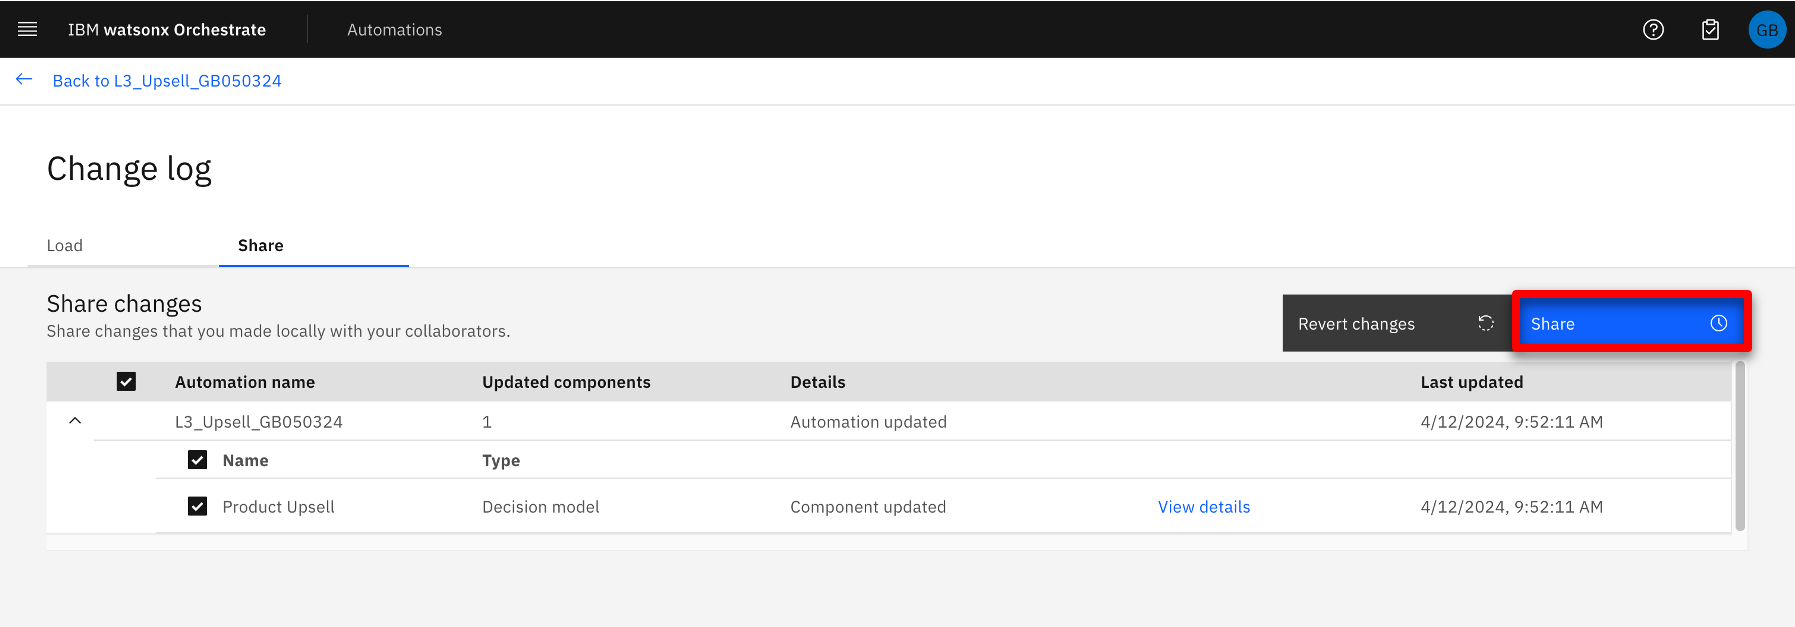 IBM watsonx Orchestrate Automations GB
Back to L3_Upsell_GB050324
Change log
Load Share
Share changes
Share changes that you made locally with your collaborators.
Revert changes Share
Automation name Updated components Details Last updated
L3_Upsell_GB050324 1 Automation updated 4/12/2024, 9:52:11 AM
Name Type
Product Upsell Decision model Component updated View details 4/12/2024, 9:52:11 AM